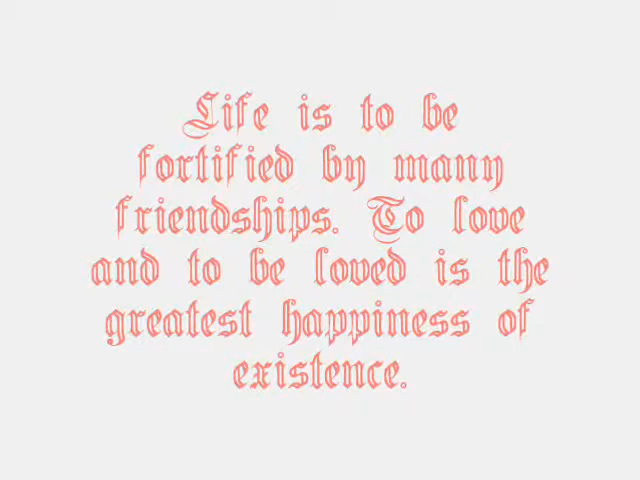 Life is to be
fortified by many
friendships. To love
and to be loved is the
greatest happiness of
existence.